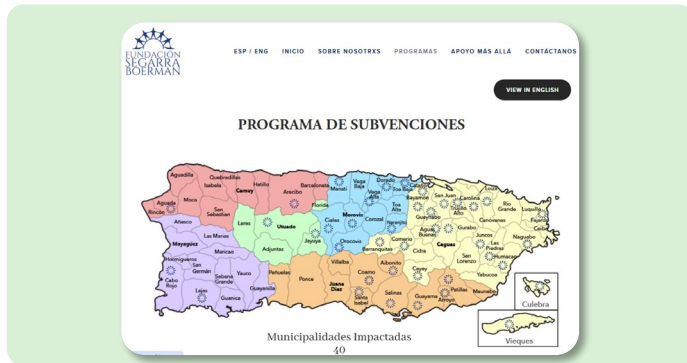 FUNDACIÓN
SEGARRA
BOERMAN
ESP / ENG INICIO SOBRE NOSOTRXS PROGRAMAS APOYO MÁS ALLÁ CONTÁCTANOS
VIEW IN ENGLISH
PROGRAMA DE SUBVENCIONES
Aguadilla
Quebradillas
Isabela
Camuy
Hatillo
Arecibo
Barceloneta
Manatí
Vega
Baja
Vega
Alta
Dorado
Toa Baja
Cataño
Bayamón
San Juan
Carolina
Loíza
Río
Grande
Luquillo
Fajardo
Ceiba
Aguada
Rincón
Moca
San
Sebastian
Florida
Lares
Utuado
Ciales
Morovis
Corozal
Toa
Alta
Naranjito
Guaynabo
Trujillo
Alto
Canovanas
Añasco
Las Marias
Mayagüez
Maricao
Adjuntas
Jayuya
Orocovis
Barranquitas
Comerío
Aguas
Buenas
Cidra
Caguas
Gurabo
Juncos
Las
Piedras
Naguabo
Humacao
Hormigueros
San
Germán
Cabo
Rojo
Sabana
Grande
Yauco
Lajas
Guanica
Guayanilla
Peñuelas
Ponce
Villalba
Juana
Díaz
Coamo
Aibonito
Cayey
San
Lorenzo
Yabucoa
Santa
Isabel
Salinas
Guayama
Arroyo
Patillas
Maunabo
Culebra
Vieques
Municipalidades Impactadas
40